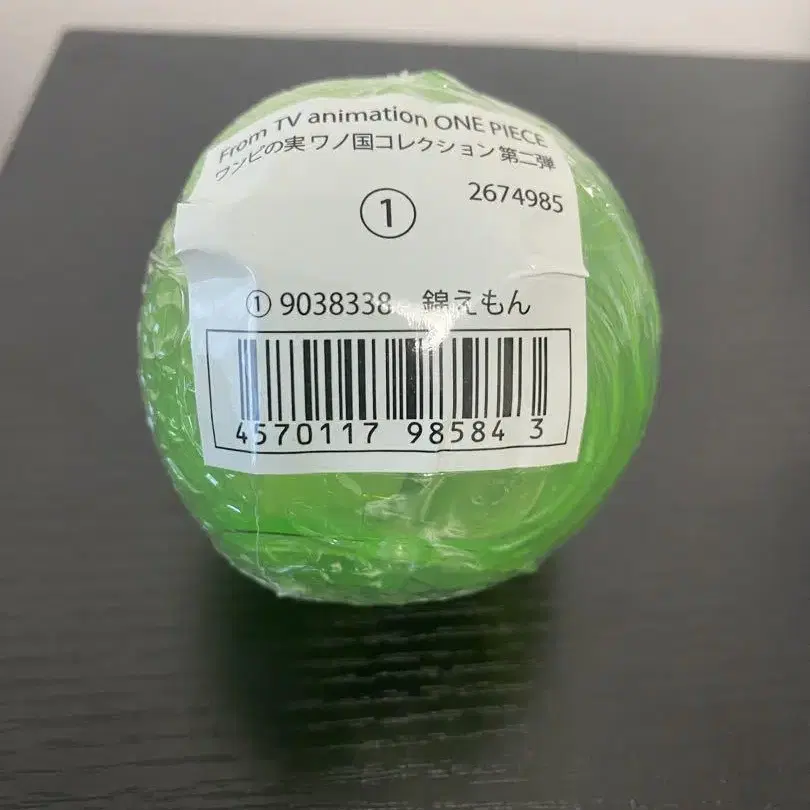 From TV animation ONE PIECE
ワンピの実 ワノ国コレクション 第二弾
2674985
①
① 9038338 錦えもん
4570117 98584 3